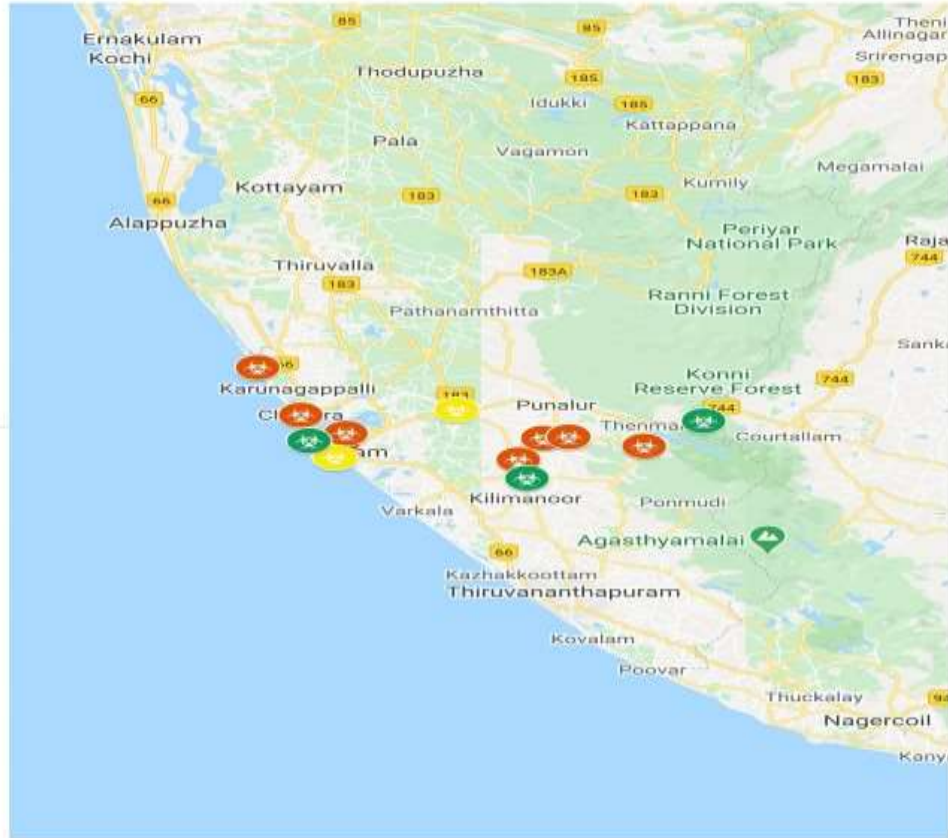 Ernakulam
Kochi
85
85
Theni
Allinagar
Srirengap
Thodupuzha
185
183
66
Idukki
185
Kattappana
Pala
Vagamon
Megamalai
Kottayam
183
Kumily
183
66
Alappuzha
Periyar
National Park
Raja
744
Thiruvalla
183A
183
Ranni Forest
Division
Pathanamthitta
Sanka
66
Konni
Reserve Forest
744
Karunagappalli
183
Punalur
744
Courtallam
Kilimanoor
Ponmudi
Varkala
Agasthyamalai
66
Kazhakkoottam
Thiruvananthapuram
Kovalam
Poovar
Thuckalay
94
Nagercoil
Kany